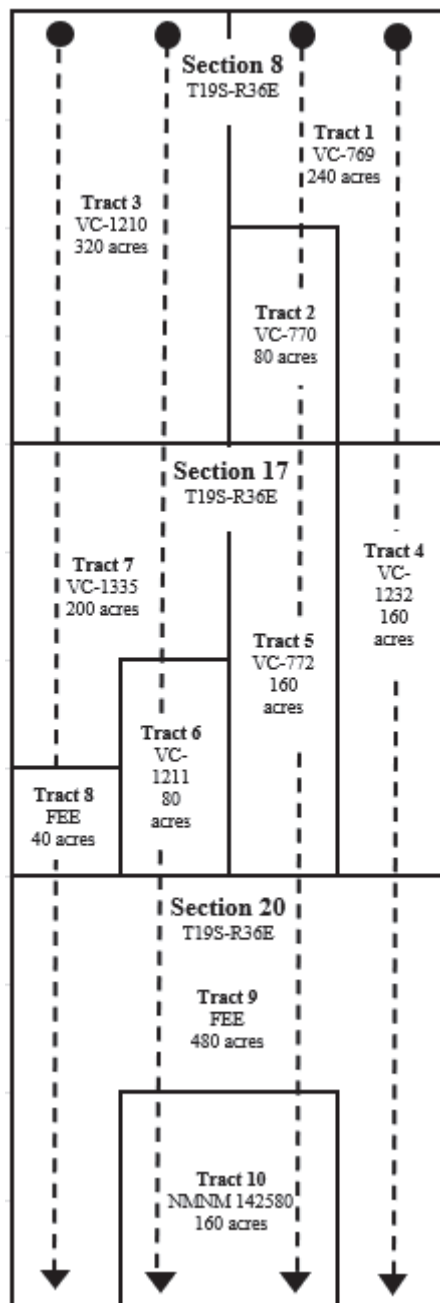 Section 8
T19S-R36E
Tract 1
VC-769
240 acres
Tract 3
VC-1210
320 acres
Tract 2
VC-770
80 acres
Section 17
T19S-R36E
Tract 4
VC-
1232
160
acres
Tract 7
VC-1335
200 acres
Tract 5
VC-772
160
acres
Tract 6
VC-
1211
80
acres
Tract 8
FEE
40 acres
Section 20
T19S-R36E
Tract 9
FEE
480 acres
Tract 10
NMNM 142580
160 acres